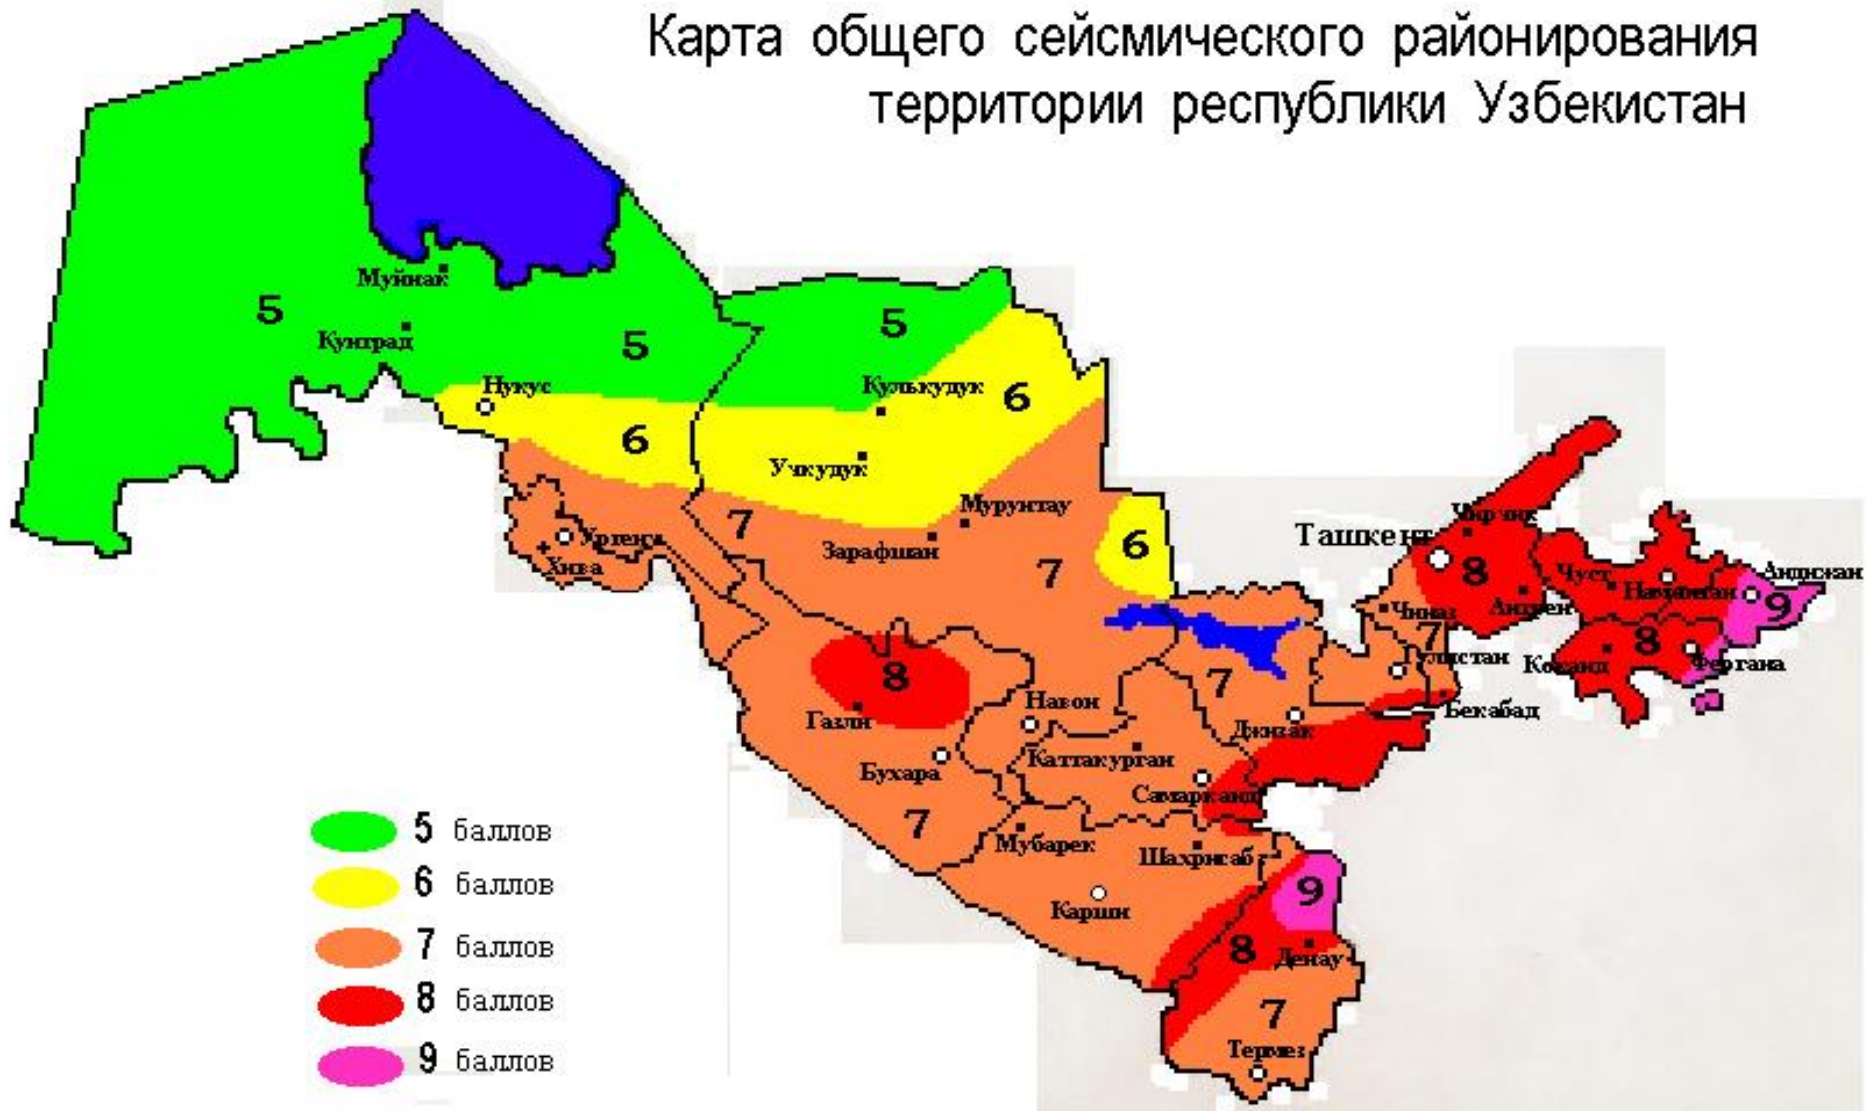 Карта общего сейсмического районирования
территории республики Узбекистан
Муйнак
5
5
Кунград
5
Нукус
Кулькудук
6
6
Учкудук
Мурунтау
Чирчик
7
Ташкент
6
Ургенч
Зарафшан
7
Хива
8
Чуст
Андижан
Наманган
9
Ангрен
Чиназ
7
8
8
Гулистан
Коканд
Фергана
7
Газли
Навои
Бекабад
Джизак
Бухара
Каттакурган
Самарканд
7
Мубарек
Шахрисаб
9
Карши
8
Денау
7
Термез
5 баллов
6 баллов
7 баллов
8 баллов
9 баллов